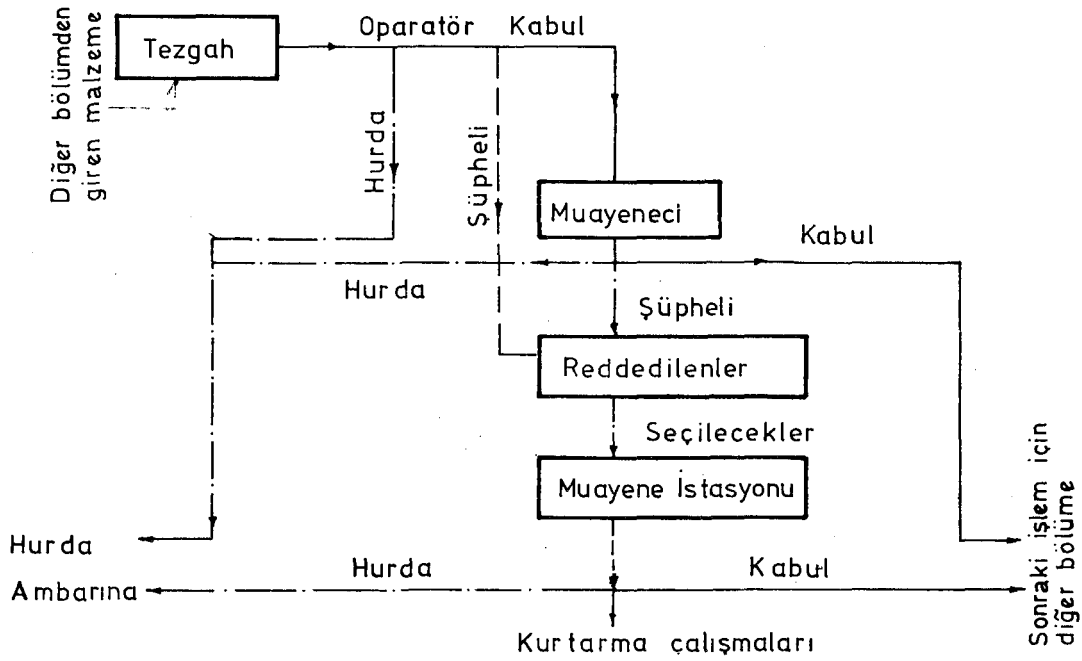 Diğer bölümden
giren malzeme
Tezgah
Oparatör Kabul
Hurda
Şüpheli
Muayeneci
Kabul
Hurda
Şüpheli
Reddedilenler
Seçilecekler
Muayene İstasyonu
Hurda
Ambarına
Hurda
Kabul
Sonraki işlem için
diğer bölüme
Kurtarma çalışmaları